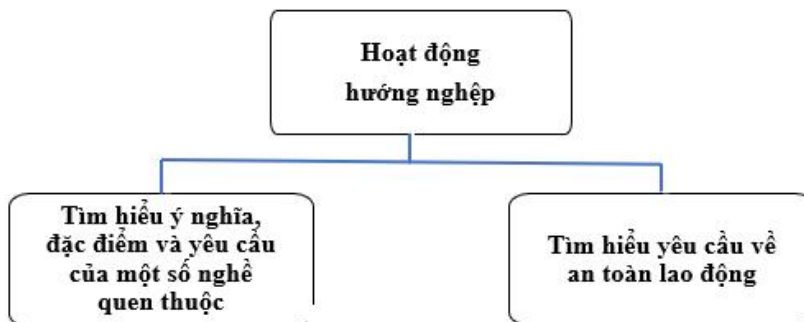 Hoạt động
hướng nghệp
Tìm hiểu ý nghĩa,
đặc điểm và yêu cầu
của một số nghề
quen thuộc
Tìm hiểu yêu cầu về
an toàn lao động